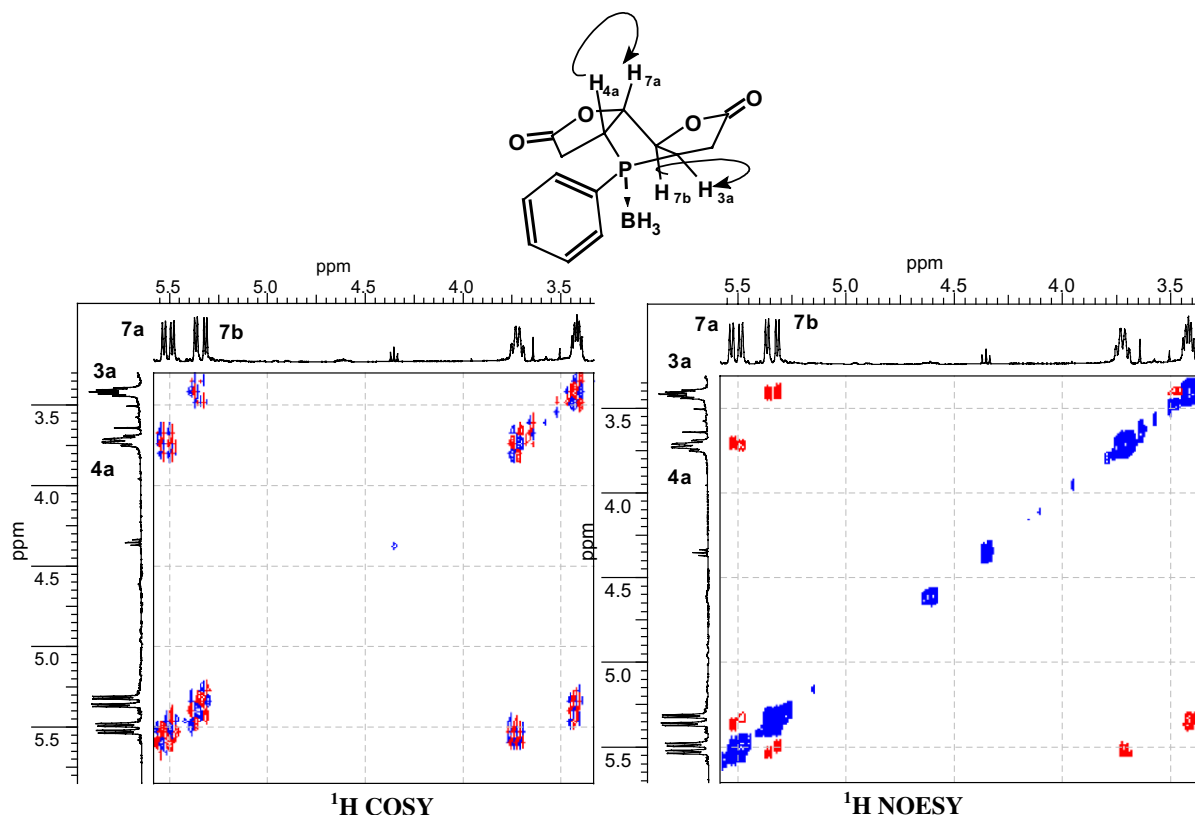 H4a H7a
O O
O O
P
H7b H3a
BH3
ppm ppm
5.5 5.0 4.5 4.0 3.5 5.5 5.0 4.5 4.0 3.5
7a 7b 7a 7b
3a 3a
3.5 3.5
4a 4a
4.0 4.0
ppm ppm
4.5 4.5
5.0 5.0
5.5 5.5
1H COSY 1H NOESY